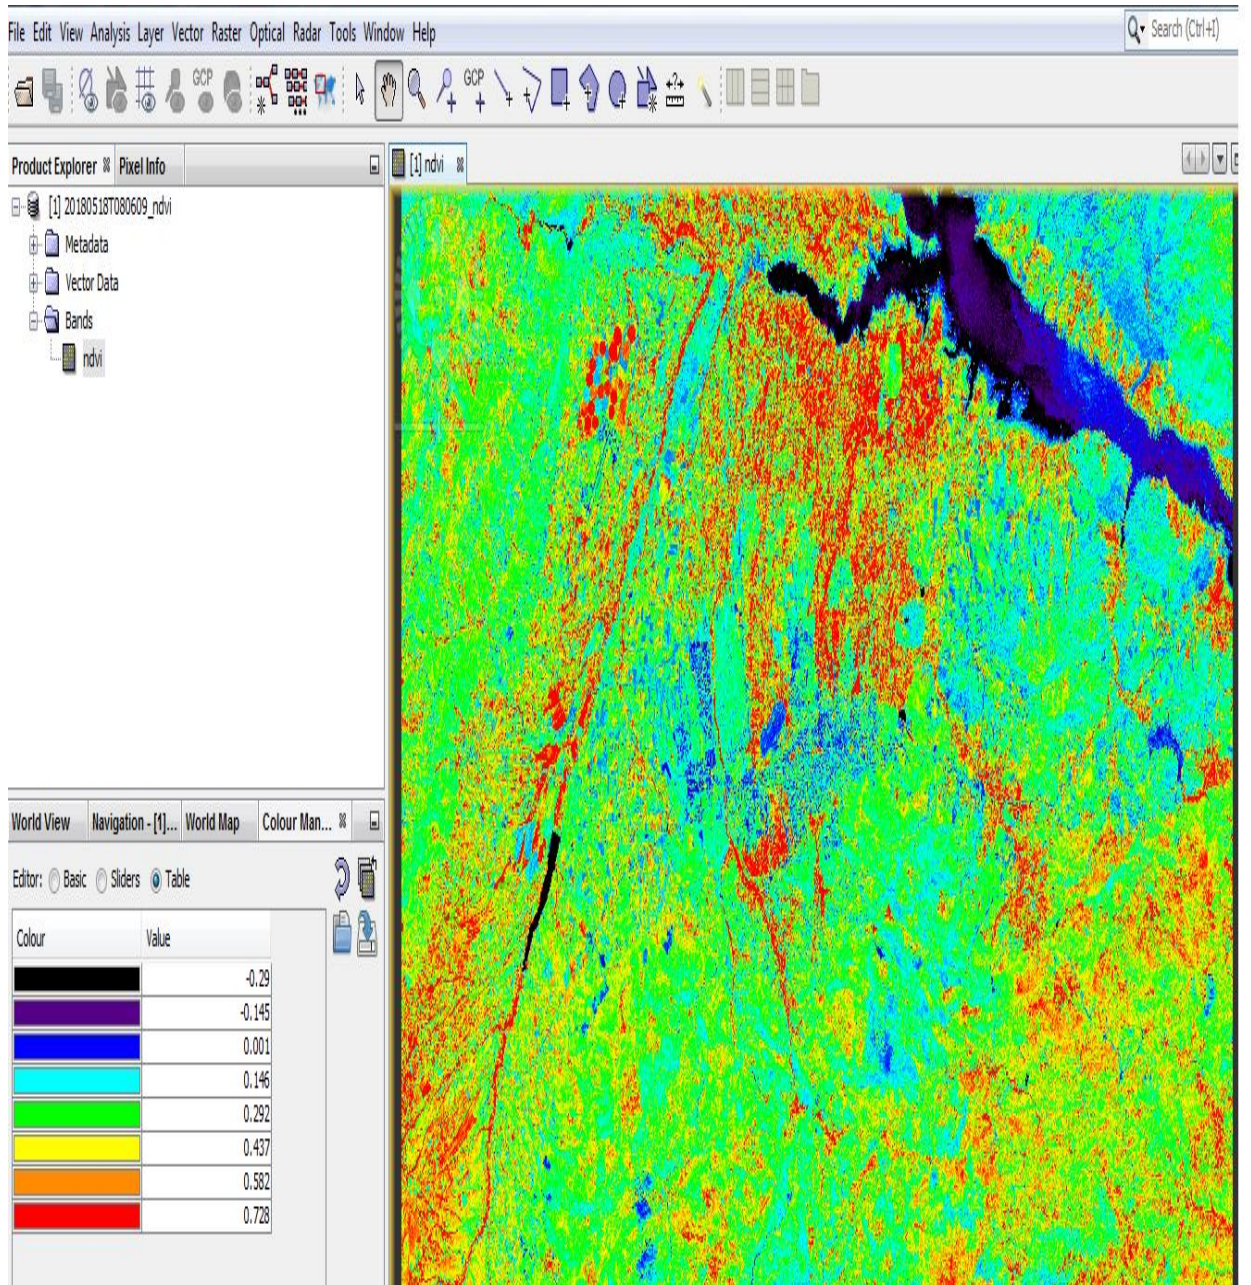 File Edit View Analysis Layer Vector Raster Optical Radar Tools Window Help
Search (Ctrl+I)
GCP
GCP
Product Explorer
Pixel Info
[1] ndvi
[1] 20180518T080609_ndvi
Metadata
Vector Data
Bands
ndvi
World View
Navigation - [1]...
World Map
Colour Man...
Editor: Basic Sliders Table
Colour Value
-0.29
-0.145
0.001
0.146
0.292
0.437
0.582
0.728